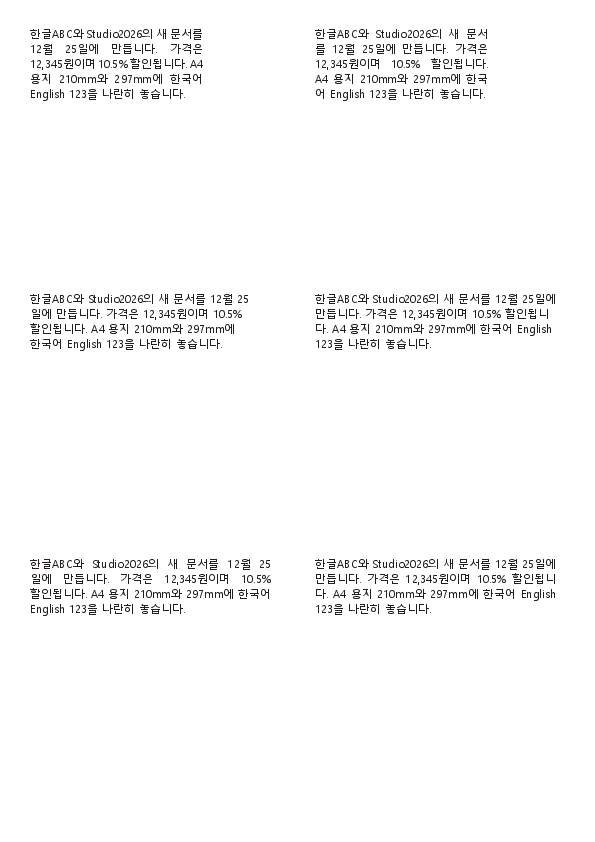 한글ABC와 Studio2026의 새 문서를
12월 25일에 만듭니다. 가격은
12,345원이며 10.5% 할인됩니다. A4
용지 210mm와 297mm에 한국어
English 123을 나란히 놓습니다.
한글ABC와 Studio2026의 새 문서
를 12월 25일에 만듭니다. 가격은
12,345원이며 10.5% 할인됩니다.
A4 용지 210mm와 297mm에 한국
어 English 123을 나란히 놓습니다.
한글ABC와 Studio2026의 새 문서를 12월 25
일에 만듭니다. 가격은 12,345원이며 10.5%
할인됩니다. A4 용지 210mm와 297mm에
한국어 English 123을 나란히 놓습니다.
한글ABC와 Studio2026의 새 문서를 12월 25일에
만듭니다. 가격은 12,345원이며 10.5% 할인됩니
다. A4 용지 210mm와 297mm에 한국어 English
123을 나란히 놓습니다.
한글ABC와 Studio2026의 새 문서를 12월 25
일에 만듭니다. 가격은 12,345원이며 10.5%
할인됩니다. A4 용지 210mm와 297mm에 한국어
English 123을 나란히 놓습니다.
한글ABC와 Studio2026의 새 문서를 12월 25일에
만듭니다. 가격은 12,345원이며 10.5% 할인됩니
다. A4 용지 210mm와 297mm에 한국어 English
123을 나란히 놓습니다.